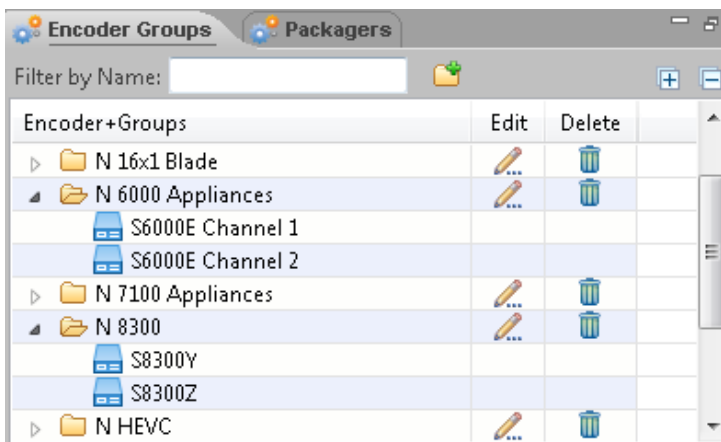 Encoder Groups Packagers
Filter by Name:
Encoder+Groups Edit Delete
N 16x1 Blade
N 6000 Appliances
S6000E Channel 1
S6000E Channel 2
N 7100 Appliances
N 8300
S8300Y
S8300Z
N HEVC